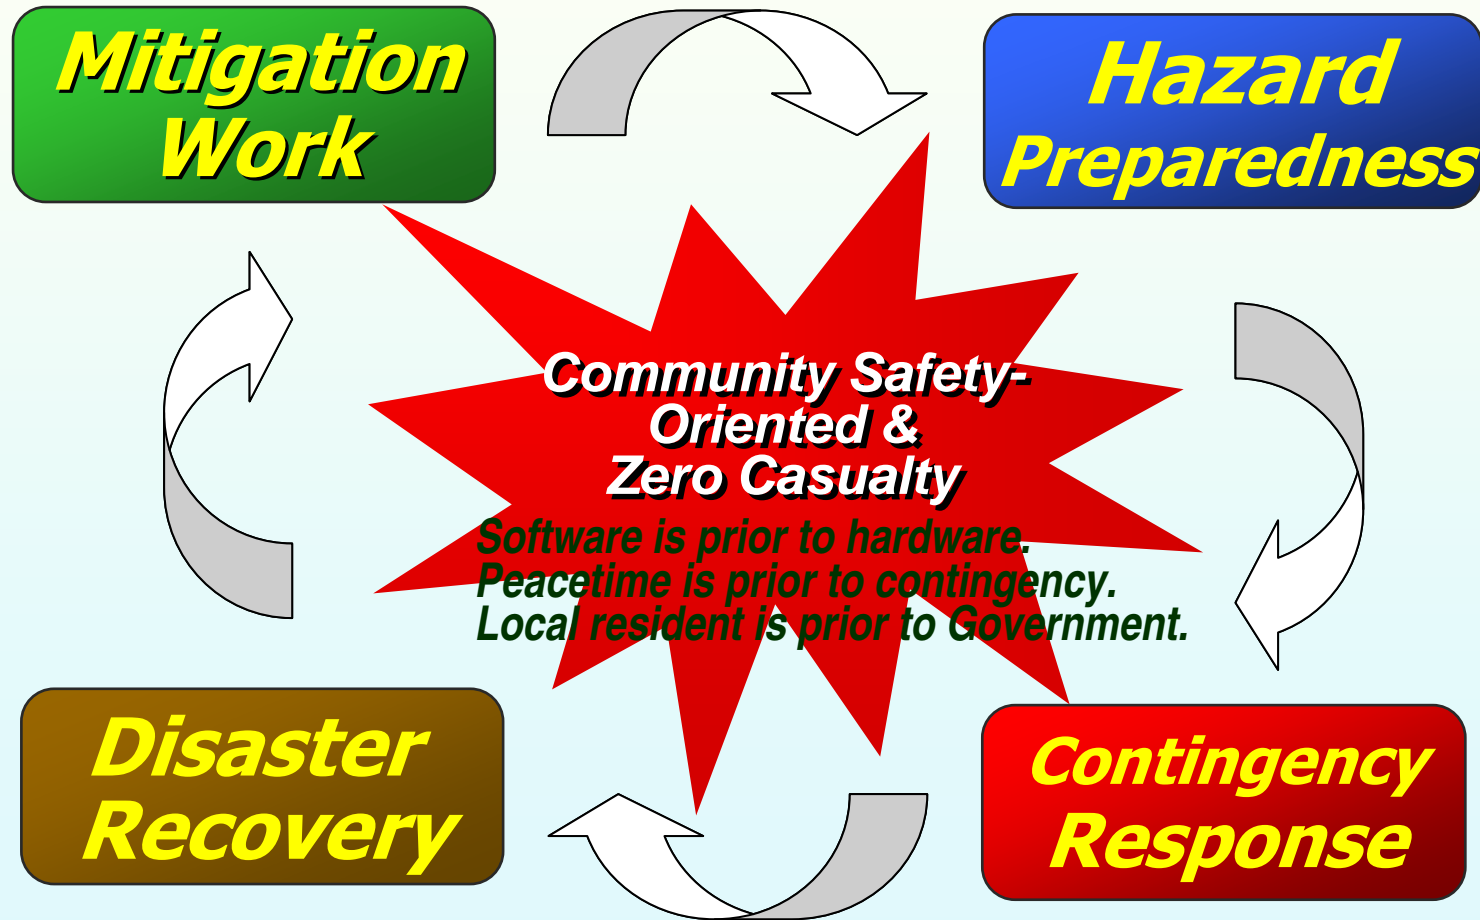 Mitigation
Work
Hazard
Preparedness
Community Safety-
Oriented &
Zero Casualty
Software is prior to hardware.
Peacetime is prior to contingency.
Local resident is prior to Government.
Disaster
Recovery
Contingency
Response